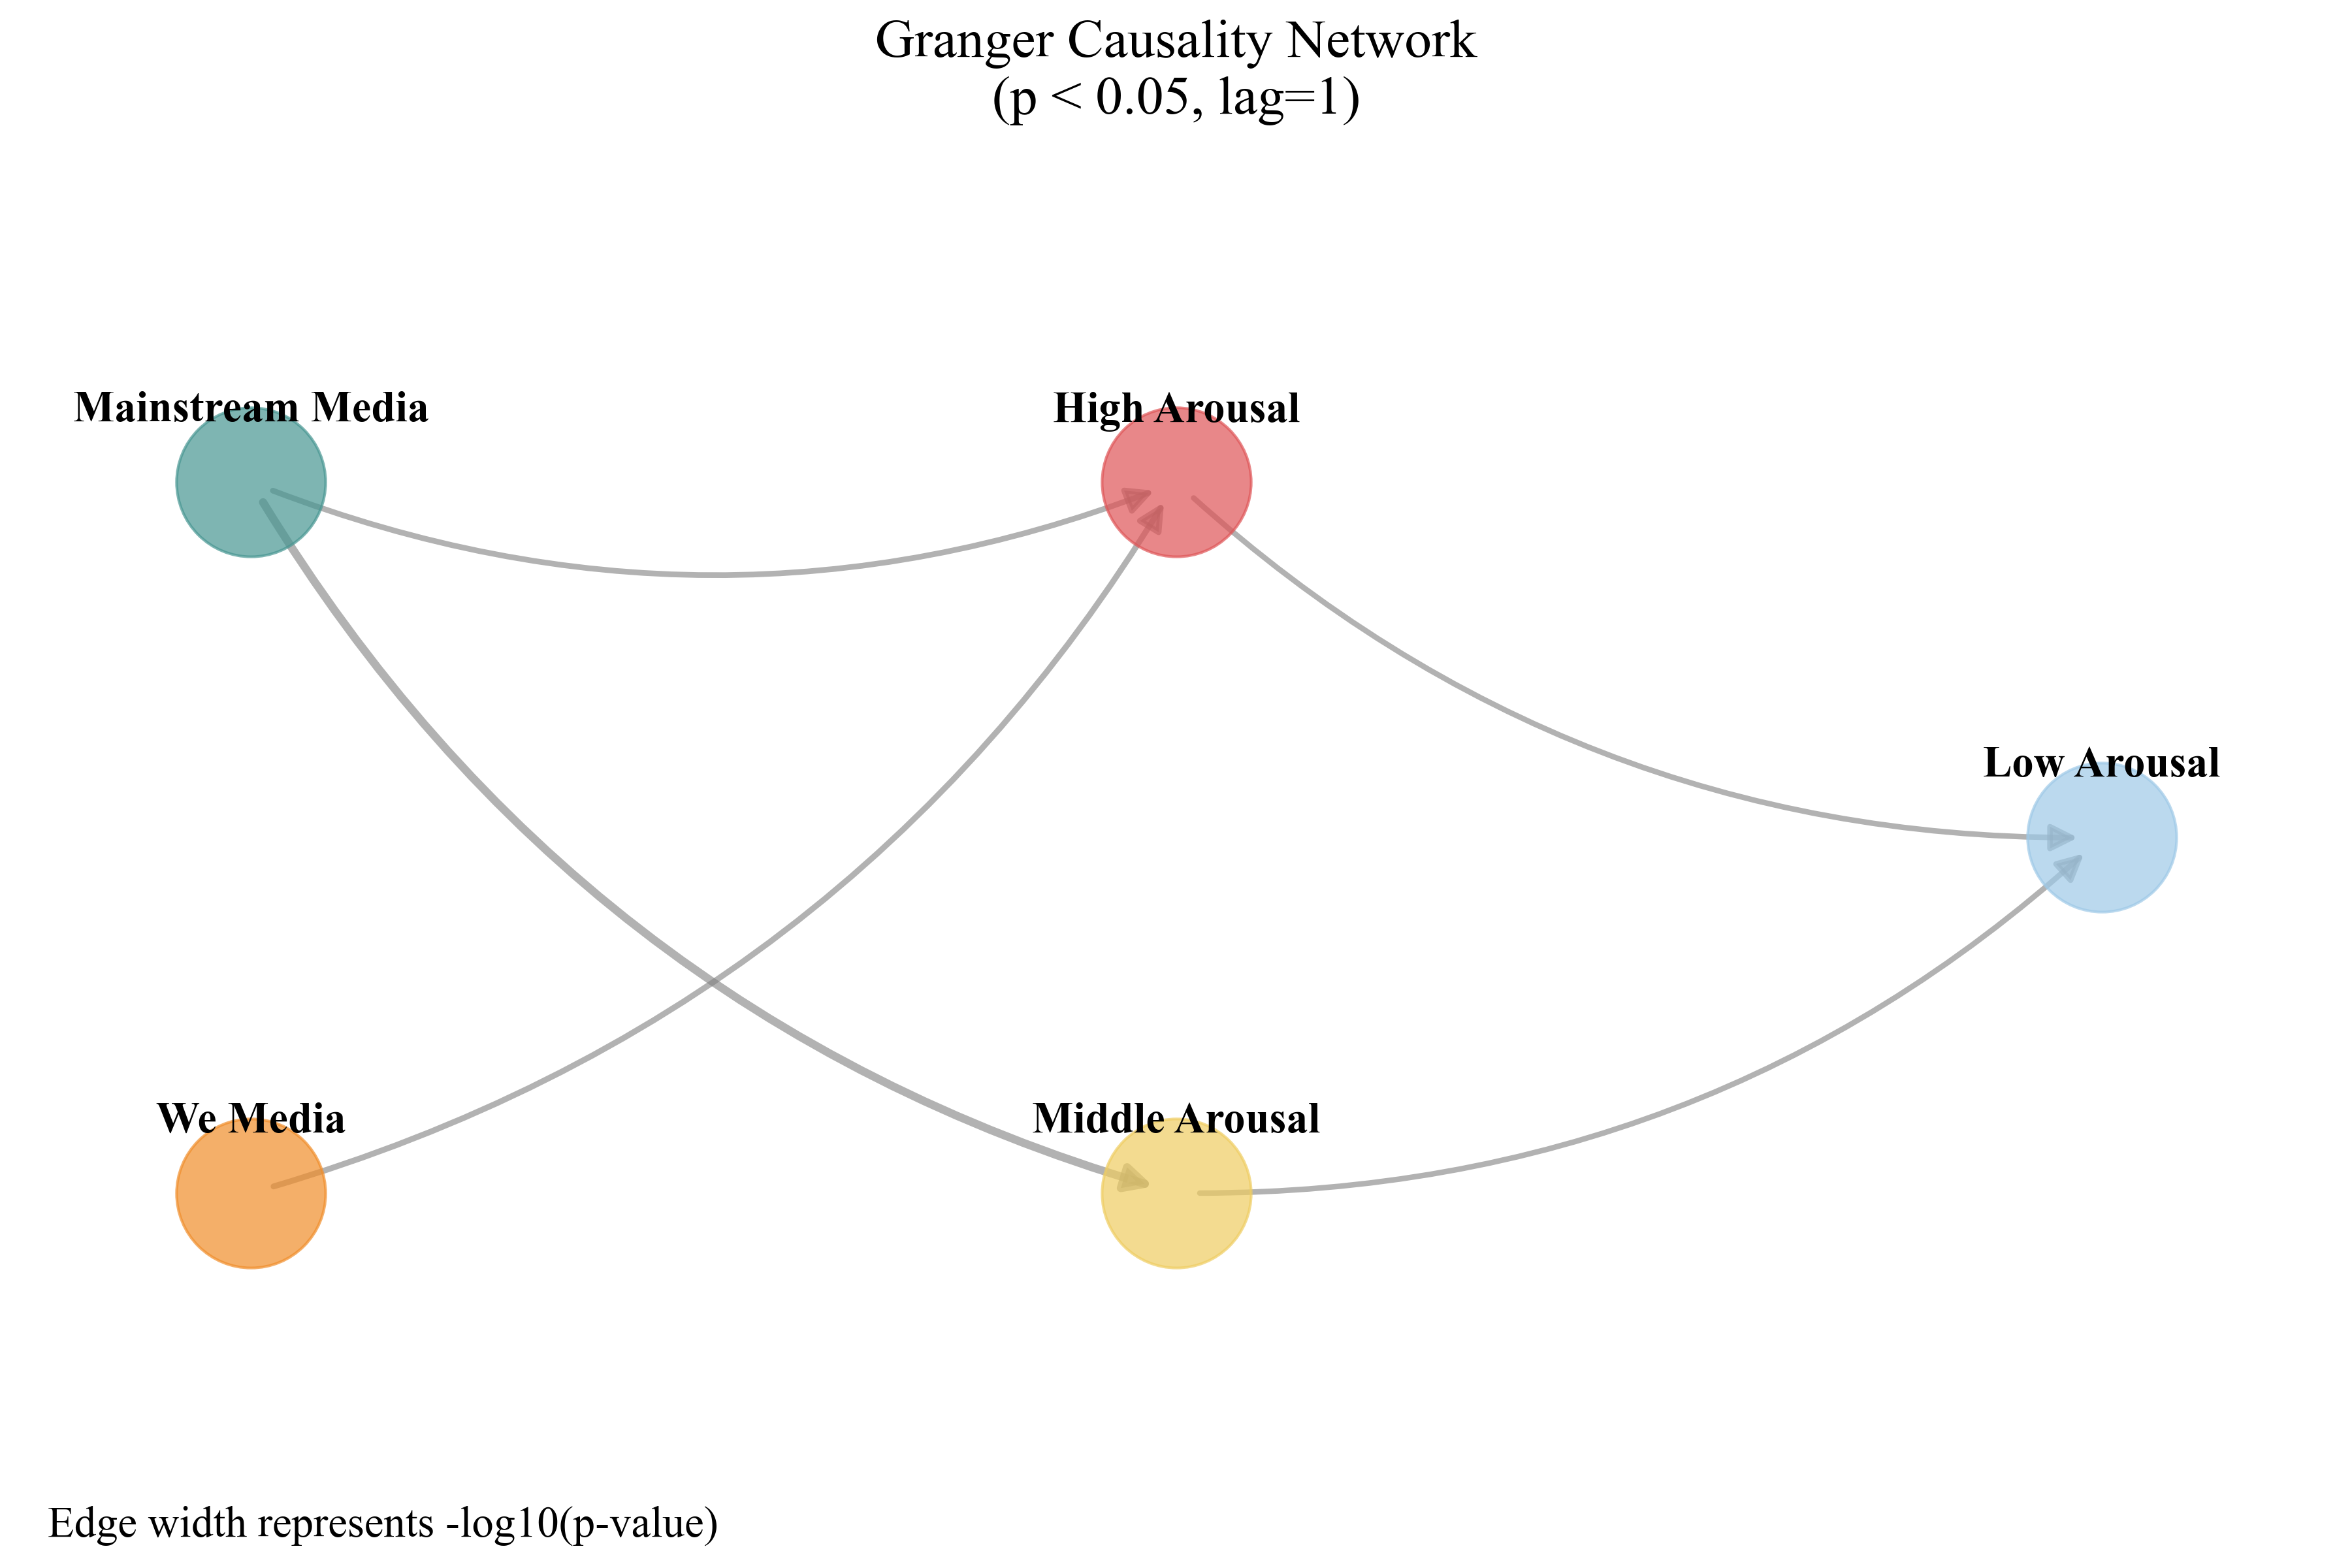 Granger Causality Network
(p < 0.05, lag=1)
Mainstream Media
High Arousal
Low Arousal
We Media
Middle Arousal
Edge width represents -log10(p-value)